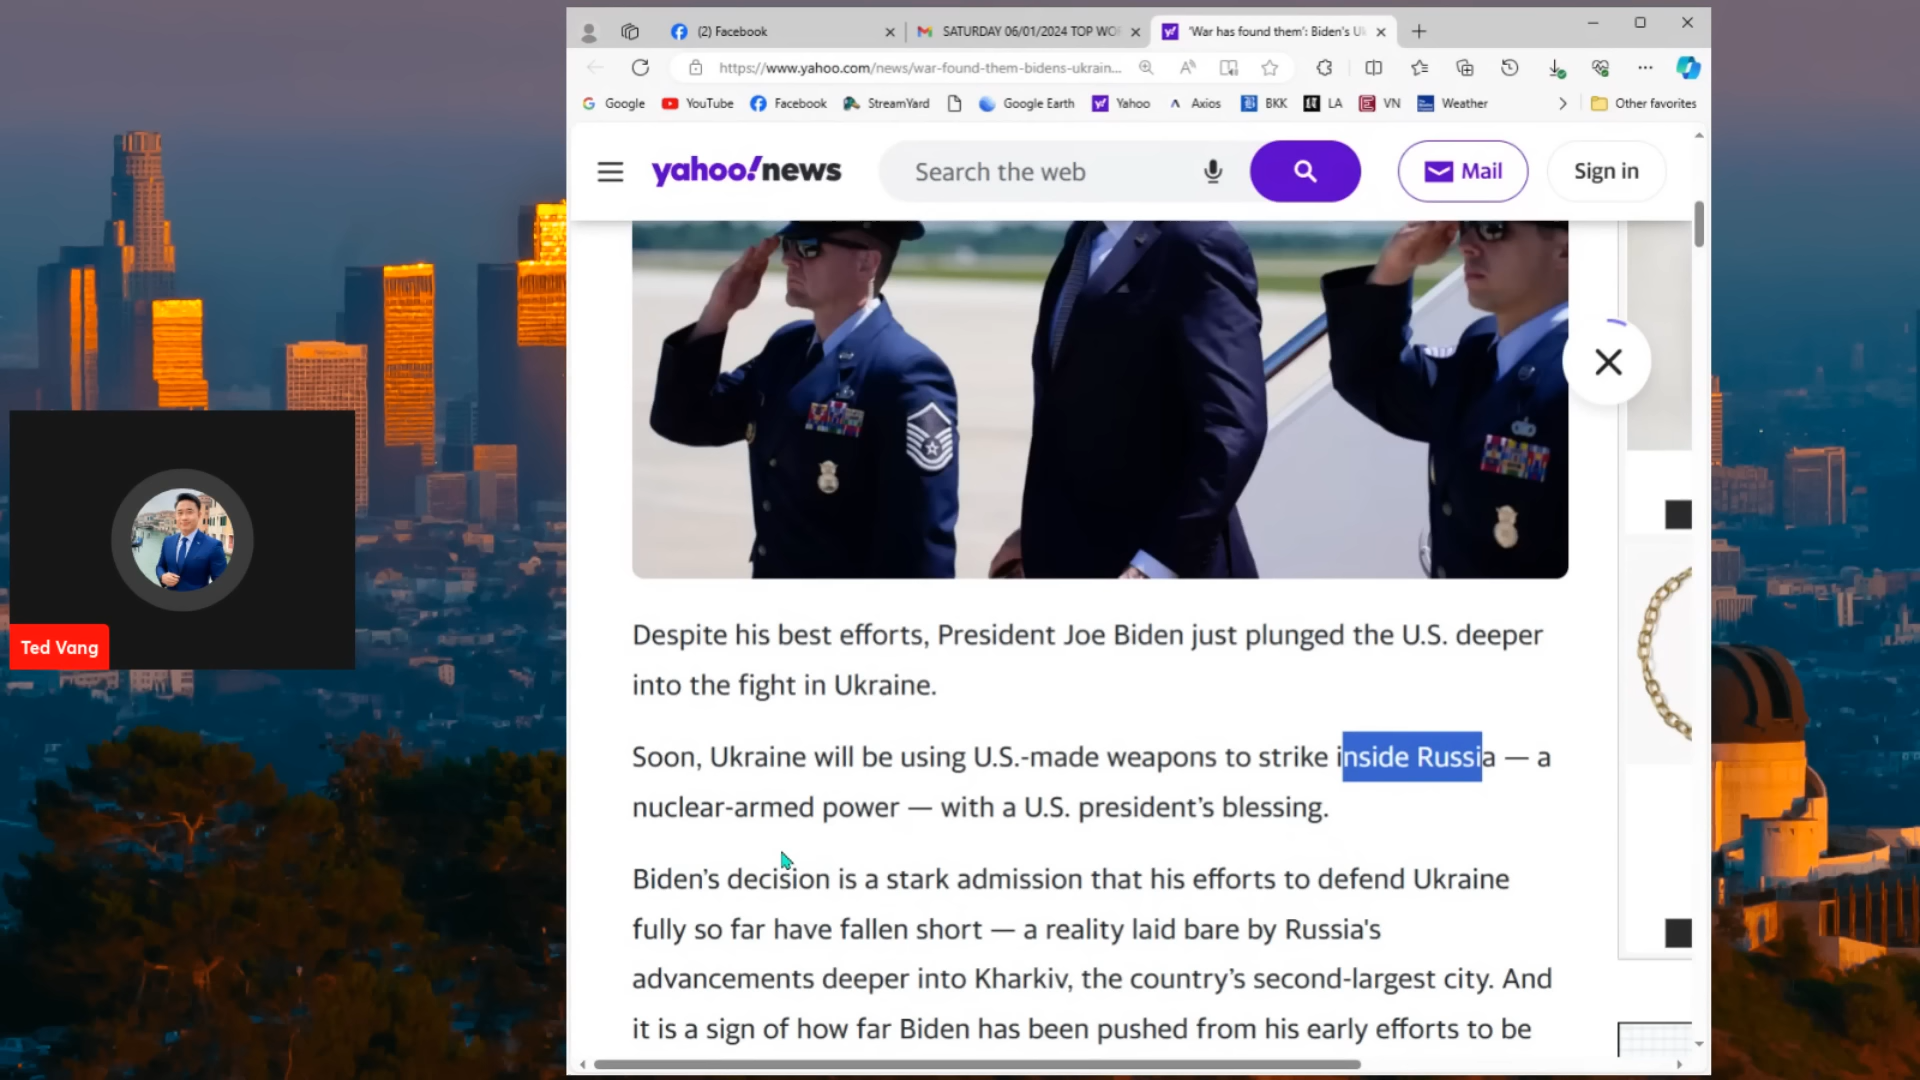 (2) Facebook
SATURDAY 06/01/2024 TOP WO
'War has found them': Biden's U
https://www.yahoo.com/news/war-found-them-bidens-ukrain...
Google YouTube Facebook StreamYard Google Earth Yahoo Axios BKK LA VN Weather Other favorites
yahoo!news
Search the web
Mail
Sign in
Despite his best efforts, President Joe Biden just plunged the U.S. deeper
into the fight in Ukraine.
Soon, Ukraine will be using U.S.-made weapons to strike inside Russia — a
nuclear-armed power — with a U.S. president's blessing.
Biden's decision is a stark admission that his efforts to defend Ukraine
fully so far have fallen short — a reality laid bare by Russia's
advancements deeper into Kharkiv, the country's second-largest city. And
it is a sign of how far Biden has been pushed from his early efforts to be
Ted Vang